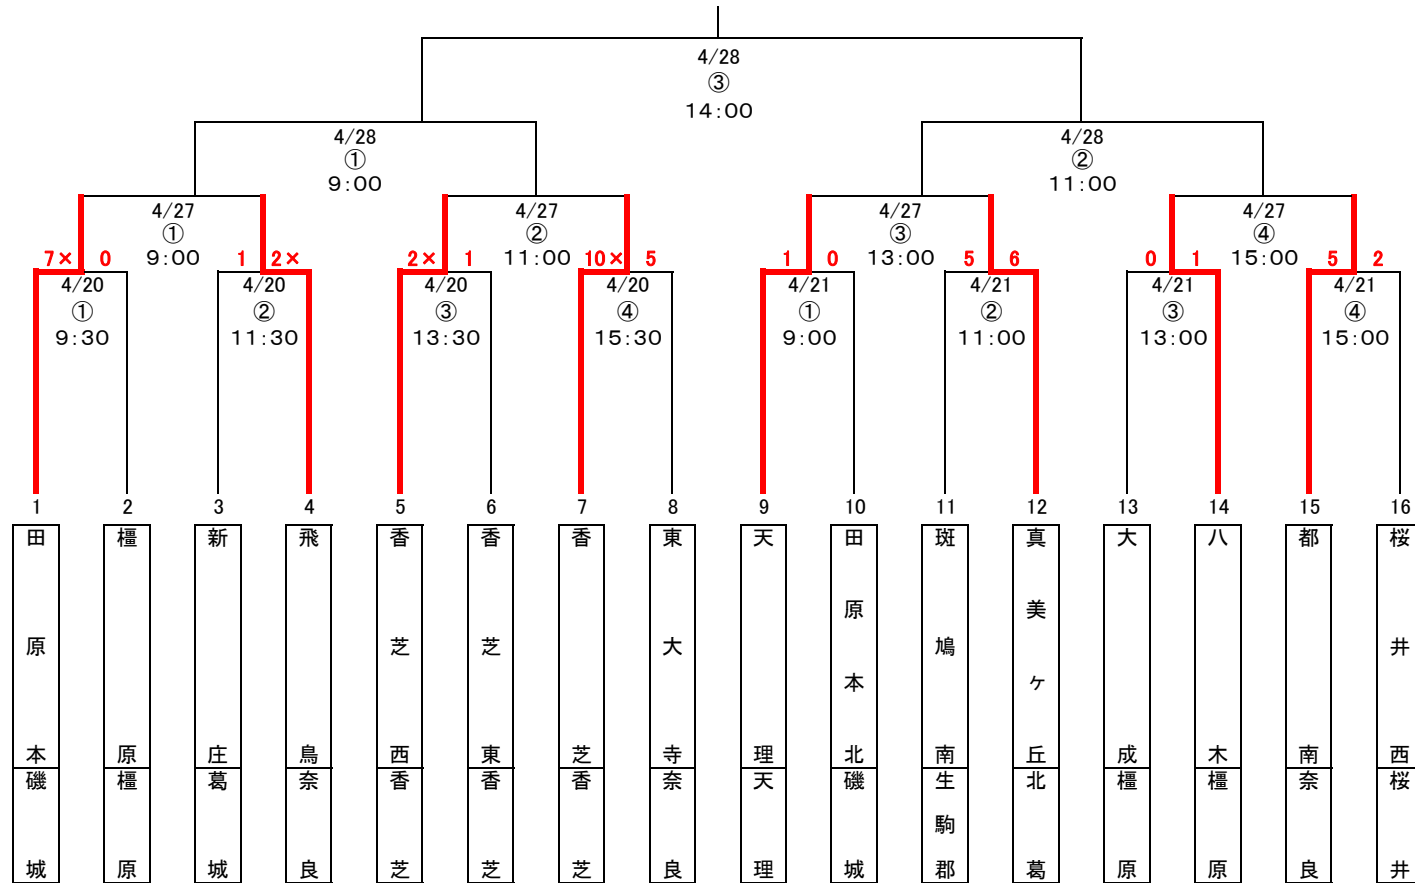 4/28
③
14:00
4/28
①
9:00
4/28
②
11:00
4/27
①
9:00
4/27
②
11:00
4/27
③
13:00
4/27
④
15:00
7× 0 1 2× 2× 1 10× 5 1 0 5 6 0 1 5 2
4/20
①
9:30
4/20
②
11:30
4/20
③
13:30
4/20
④
15:30
4/21
①
9:00
4/21
②
11:00
4/21
③
13:00
4/21
④
15:00
1 2 3 4 5 6 7 8 9 10 11 12 13 14 15 16
田原本
磯城
橿原
橿原
新庄
葛城
飛鳥
奈良
香芝西
香芝
香芝東
香芝
香芝
香芝
東大寺
奈良
天理
天理
田原本北
磯城
斑鳩南
生駒郡
真美ヶ丘
北葛
大成
橿原
八木
橿原
都南
奈良
桜井西
桜井